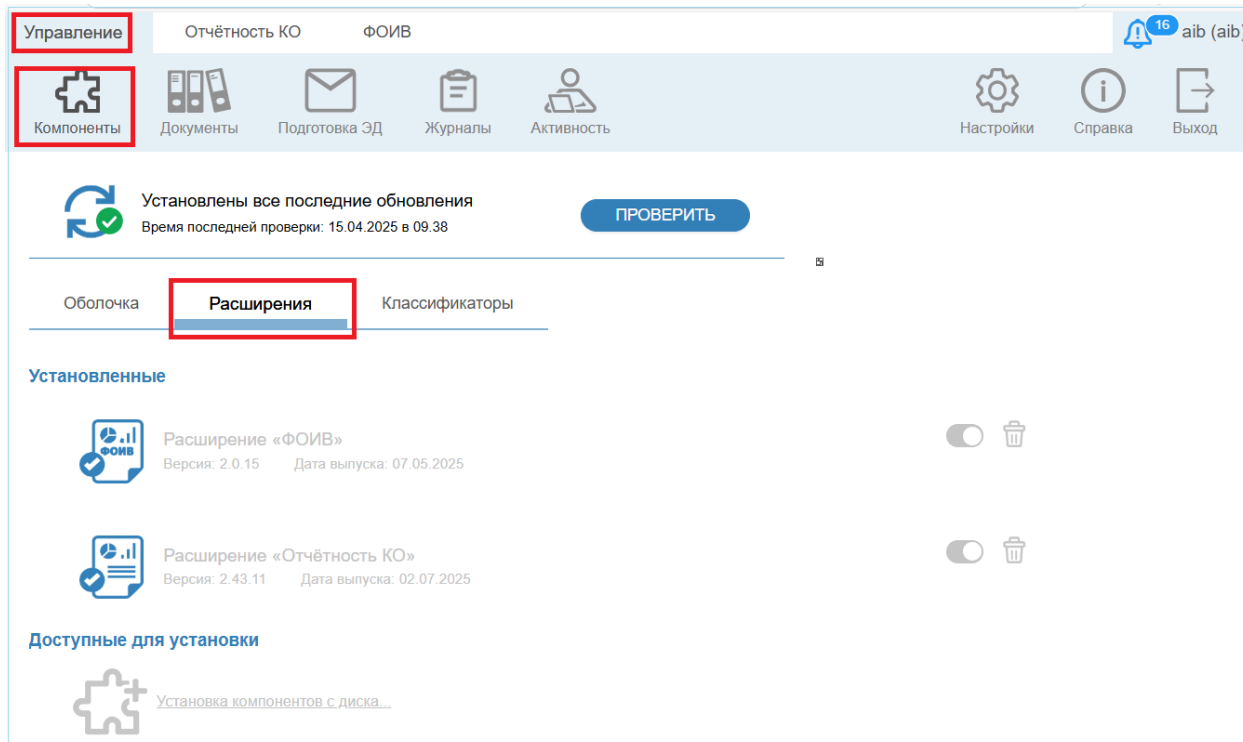 Управление Отчётность КО ФОИВ 16 aib (aib)
Компоненты Документы Подготовка ЭД Журналы Активность Настройки Справка Выход
Установлены все последние обновления
Время последней проверки: 15.04.2025 в 09.38
ПРОВЕРИТЬ
Оболочка Расширения Классификаторы
Установленные
ФОИВ
Расширение «ФОИВ»
Версия: 2.0.15 Дата выпуска: 07.05.2025
Расширение «Отчётность КО»
Версия: 2.43.11 Дата выпуска: 02.07.2025
Доступные для установки
Установка компонентов с диска...